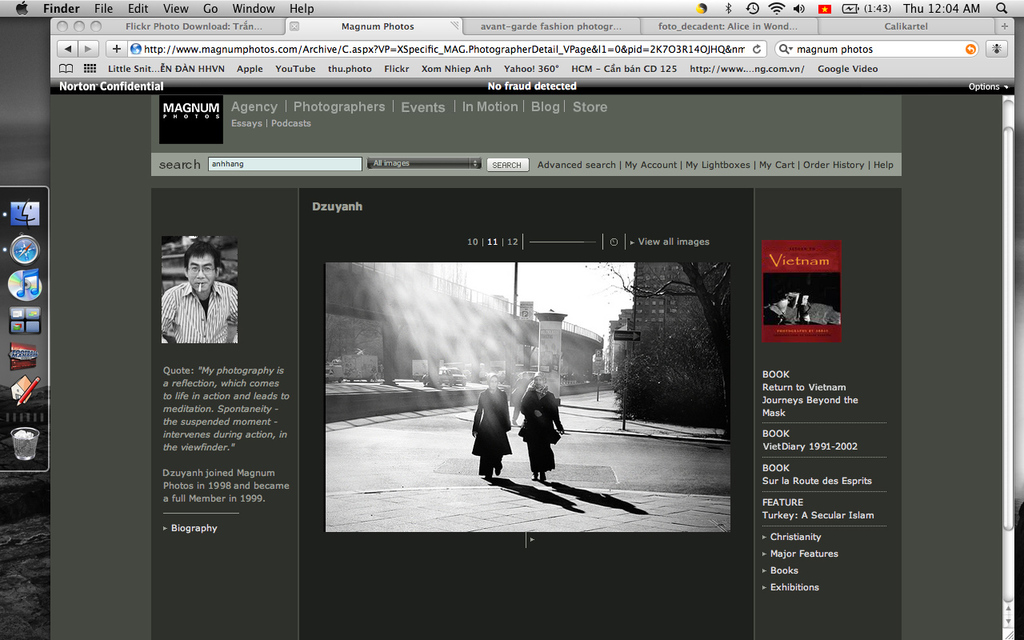 Finder File Edit View Go Window Help (1:43) Thu 12:04 AM
Flickr Photo Download: Trần... Magnum Photos avant-garde fashion photogr... foto_decadent: Alice in Wond... Calikartel
http://www.magnumphotos.com/Archive/C.aspx?VP=XSpecific_MAG.PhotographerDetail_VPage&l1=0&pid=2K7O3R14OJHQ&nm magnum photos
Little Snit...ỄN ĐÀN HHVN Apple YouTube thu.photo Flickr Xom Nhiep Anh Yahoo! 360° HCM – Cần bán CD 125 http://www....ng.com.vn/ Google Video
Norton Confidential No fraud detected Options
MAGNUM
PHOTOS
Agency | Photographers | Events | In Motion | Blog | Store
Essays | Podcasts
search anhhang All images SEARCH Advanced search | My Account | My Lightboxes | My Cart | Order History | Help
Dzuyanh
10 | 11 | 12 View all images
Quote: "My photography is
a reflection, which comes
to life in action and leads to
meditation. Spontaneity -
the suspended moment -
intervenes during action, in
the viewfinder."
Dzuyanh joined Magnum
Photos in 1998 and became
a full Member in 1999.
Biography
Vietnam
BOOK
Return to Vietnam
Journeys Beyond the
Mask
BOOK
VietDiary 1991-2002
BOOK
Sur la Route des Esprits
FEATURE
Turkey: A Secular Islam
Christianity
Major Features
Books
Exhibitions